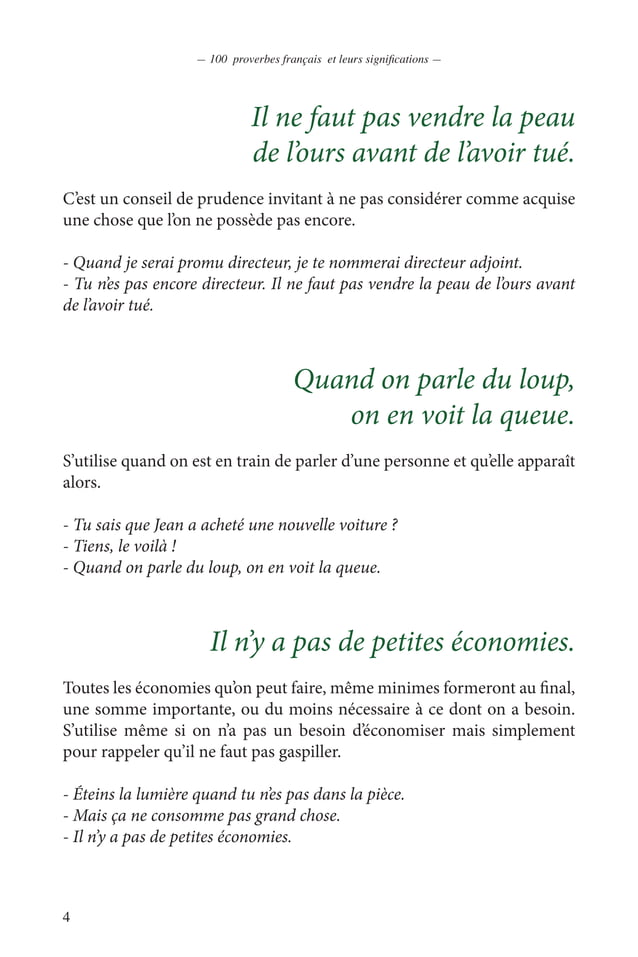 — 100 proverbes français et leurs significations —
Il ne faut pas vendre la peau
de l’ours avant de l’avoir tué.
C’est un conseil de prudence invitant à ne pas considérer comme acquise
une chose que l’on ne possède pas encore.
- Quand je serai promu directeur, je te nommerai directeur adjoint.
- Tu n’es pas encore directeur. Il ne faut pas vendre la peau de l’ours avant
de l’avoir tué.
Quand on parle du loup,
on en voit la queue.
S’utilise quand on est en train de parler d’une personne et qu’elle apparaît
alors.
- Tu sais que Jean a acheté une nouvelle voiture ?
- Tiens, le voilà !
- Quand on parle du loup, on en voit la queue.
Il n’y a pas de petites économies.
Toutes les économies qu’on peut faire, même minimes formeront au final,
une somme importante, ou du moins nécessaire à ce dont on a besoin.
S’utilise même si on n’a pas un besoin d’économiser mais simplement
pour rappeler qu’il ne faut pas gaspiller.
- Éteins la lumière quand tu n’es pas dans la pièce.
- Mais ça ne consomme pas grand chose.
- Il n’y a pas de petites économies.
4